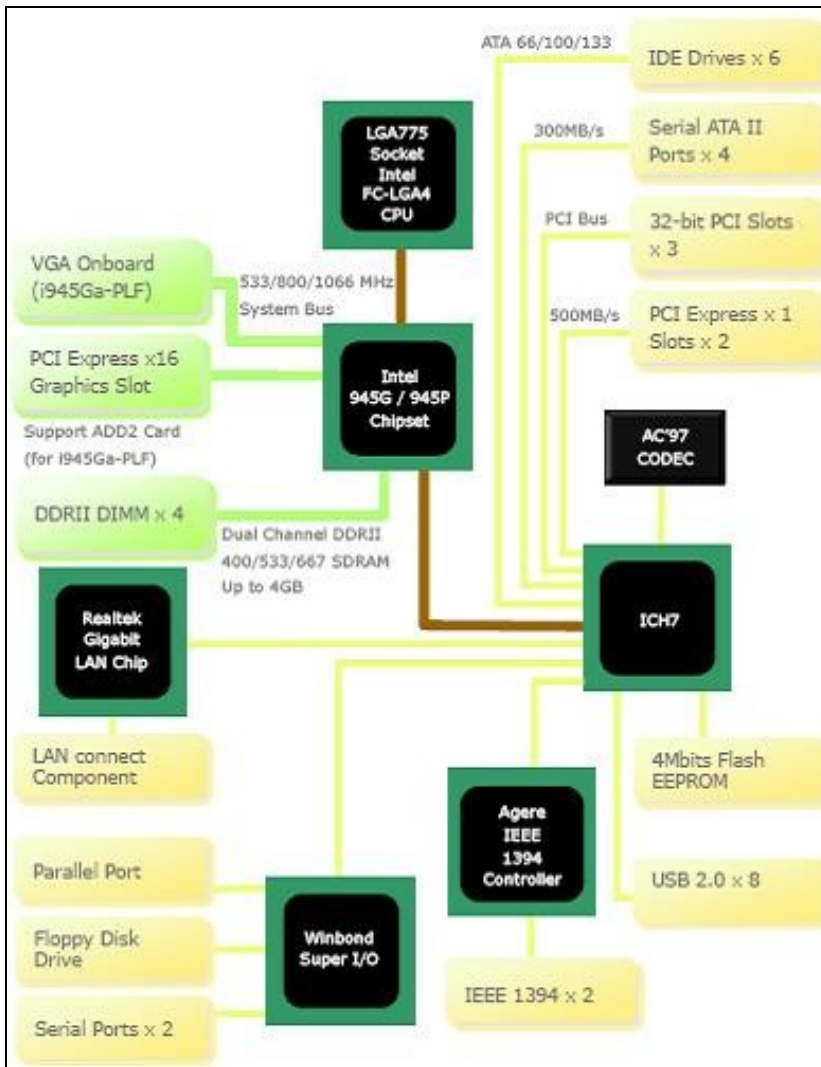 ATA 66/100/133
IDE Drives x 6
LGA775
Socket
Intel
FC-LGA4
CPU
300MB/s
Serial ATA II
Ports x 4
PCI Bus
32-bit PCI Slots
x 3
VGA Onboard
(i945Ga-PLF)
533/800/1066 MHz
System Bus
500MB/s
PCI Express x 1
Slots x 2
PCI Express x16
Graphics Slot
Intel
945G / 945P
Chipset
Support ADD2 Card
(for i945Ga-PLF)
AC'97
CODEC
DDRII DIMM x 4
Dual Channel DDRII
400/533/667 SDRAM
Up to 4GB
Realtek
Gigabit
LAN Chip
ICH7
LAN connect
Component
4Mbits Flash
EEPROM
Agere
IEEE
1394
Controller
Parallel Port
USB 2.0 x 8
Floppy Disk
Drive
Winbond
Super I/O
IEEE 1394 x 2
Serial Ports x 2